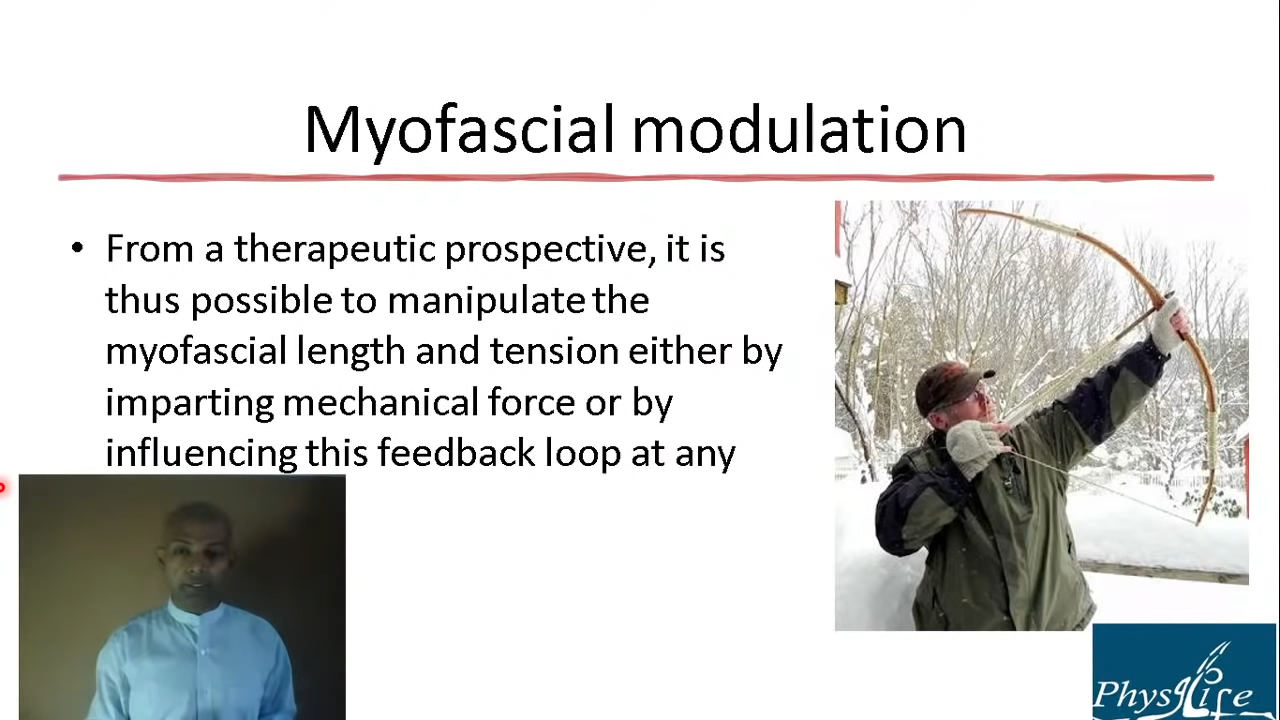 Myofascial modulation
• From a therapeutic prospective, it is
thus possible to manipulate the
myofascial length and tension either by
imparting mechanical force or by
influencing this feedback loop at any
PhysLife